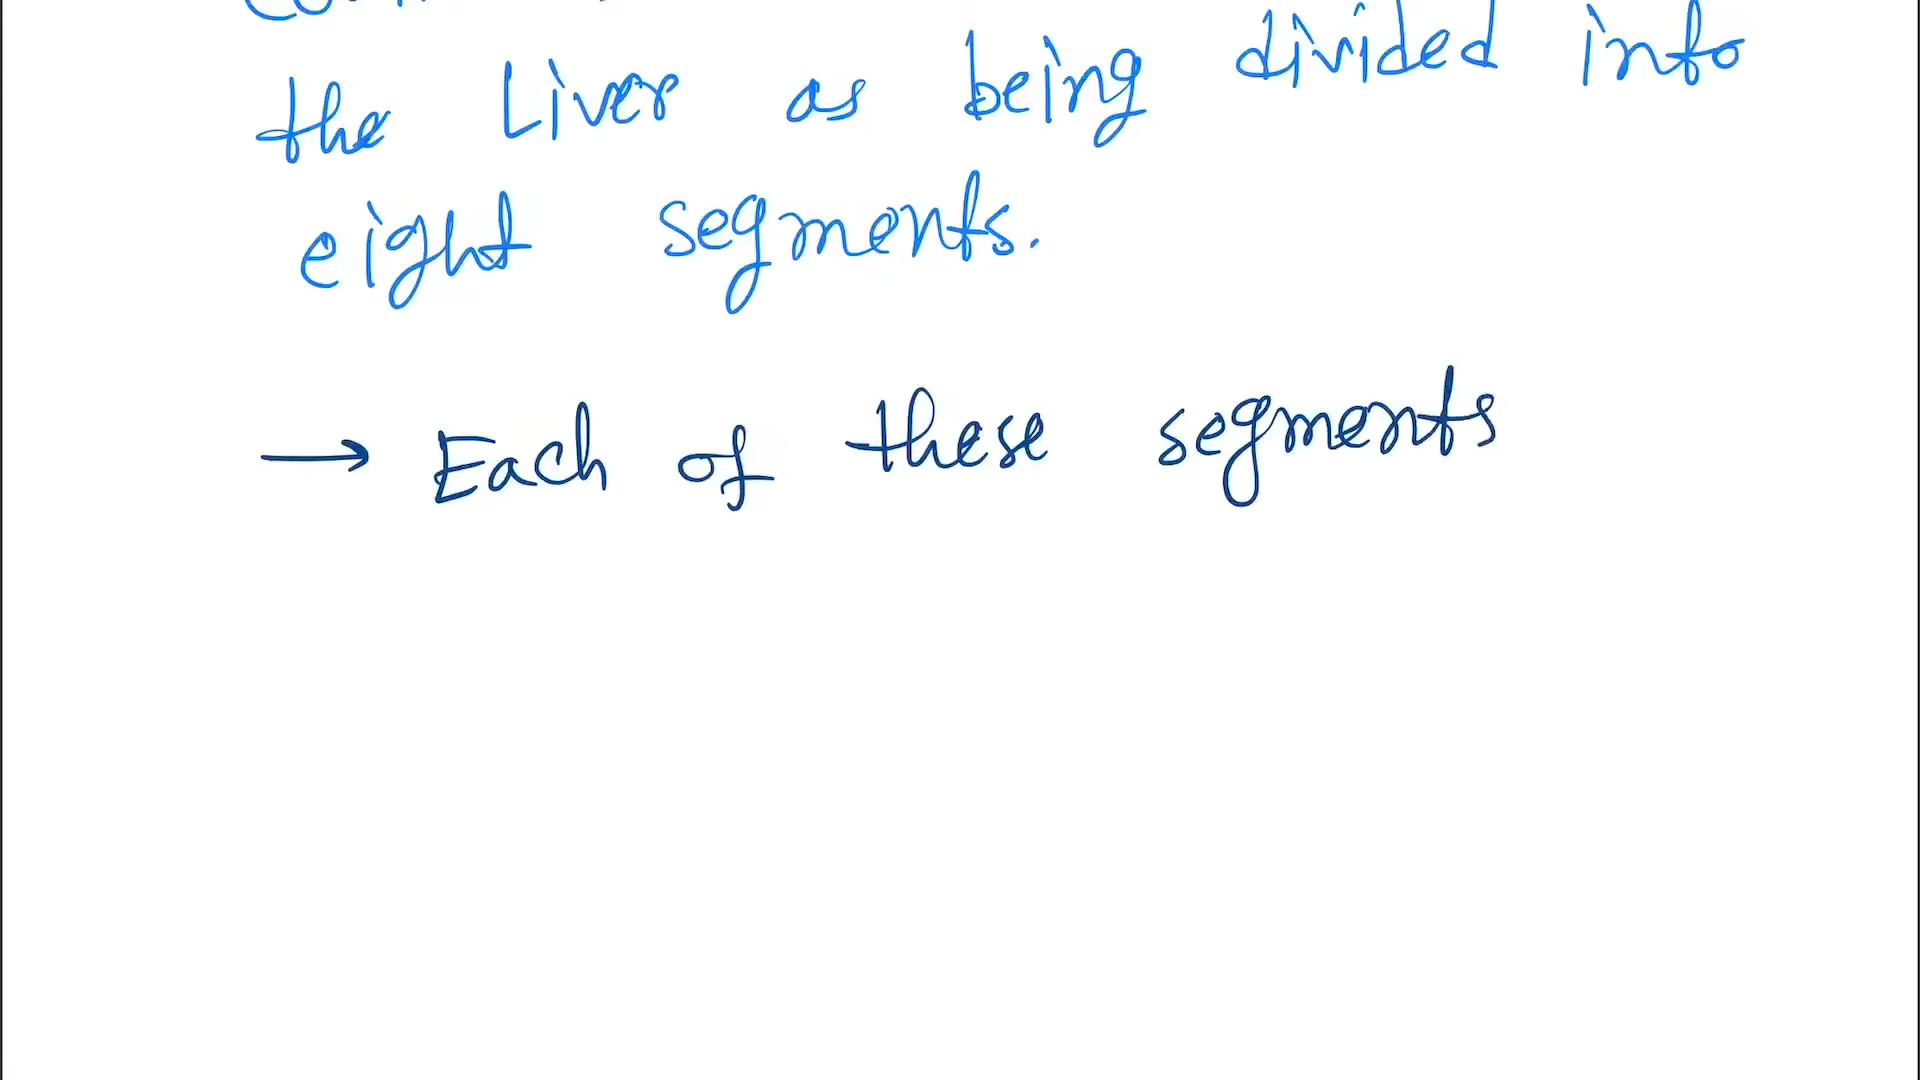 the Liver as being divided into
eight segments.
→ Each of these segments